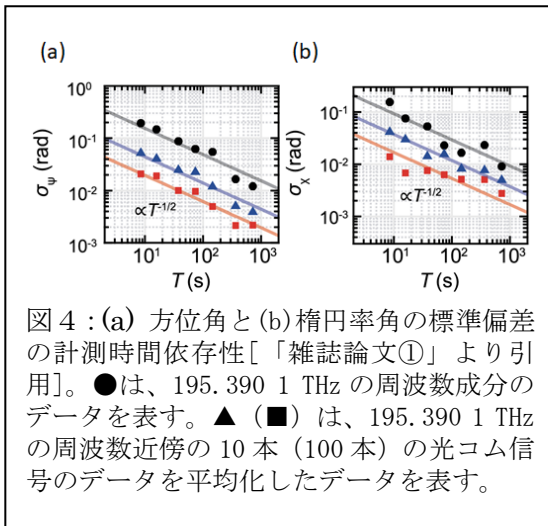 (a)
(b)
10⁰
10⁻¹
10⁻²
10⁻³
σψ (rad)
∝T⁻¹/²
10¹
10²
10³
T (s)
10⁻¹
10⁻²
10⁻³
σχ (rad)
∝T⁻¹/²
10¹
10²
10³
T (s)
図4:(a) 方位角と(b)楕円率角の標準偏差
の計測時間依存性[「雑誌論文①」より引
用]。●は、195.390 1 THz の周波数成分の
データを表す。▲（■）は、195.390 1 THz
の周波数近傍の 10 本（100 本）の光コム信
号のデータを平均化したデータを表す。